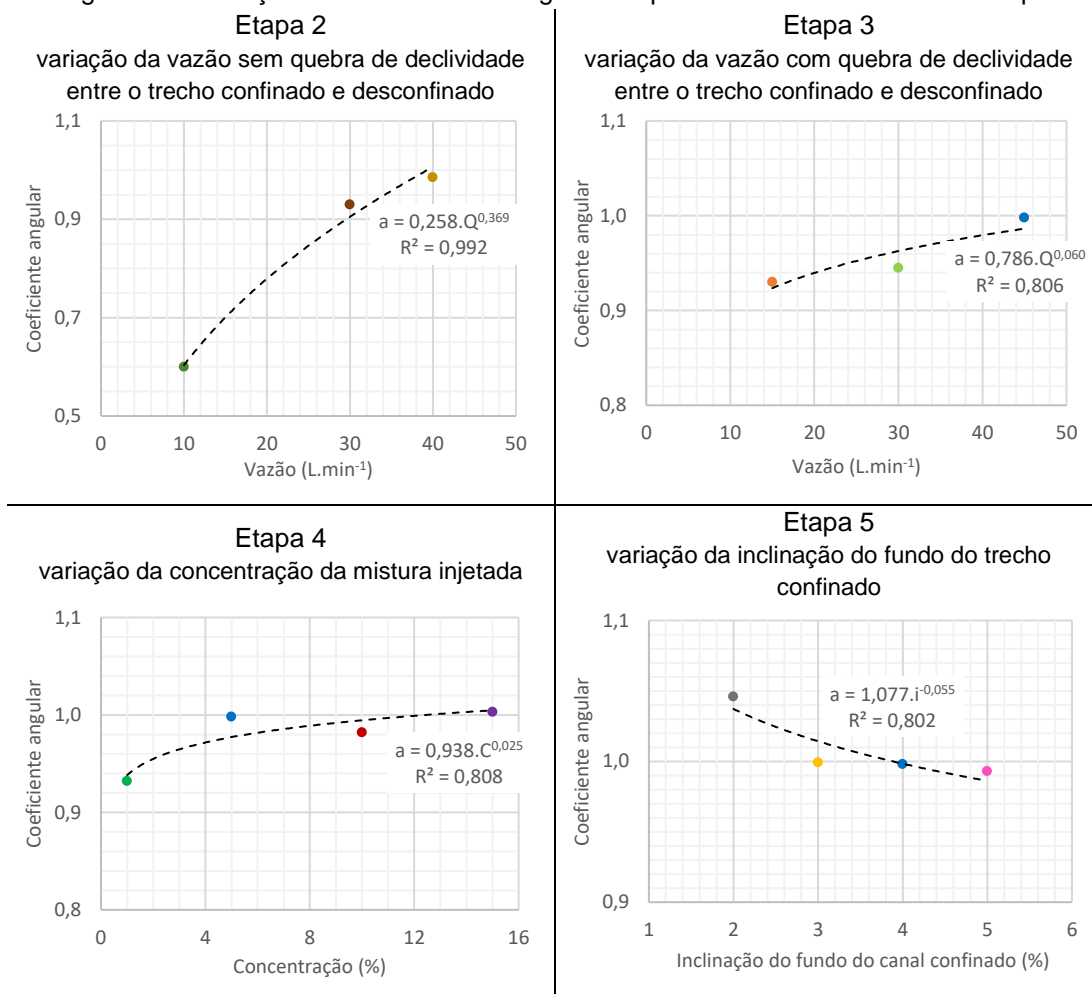 Etapa 2
variação da vazão sem quebra de declividade
entre o trecho confinado e desconfinado
1,1
0,9
0,7
0,5
Coeficiente angular
a = 0,258.Q^0,369
R² = 0,992
0 10 20 30 40 50
Vazão (L.min⁻¹)
Etapa 3
variação da vazão com quebra de declividade
entre o trecho confinado e desconfinado
1,1
1,0
0,9
0,8
Coeficiente angular
a = 0,786.Q^0,060
R² = 0,806
0 10 20 30 40 50
Vazão (L.min⁻¹)
Etapa 4
variação da concentração da mistura injetada
1,1
1,0
0,9
0,8
Coeficiente angular
a = 0,938.C^0,025
R² = 0,808
0 4 8 12 16
Concentração (%)
Etapa 5
variação da inclinação do fundo do trecho
confinado
1,1
1,0
0,9
Coeficiente angular
a = 1,077.i^-0,055
R² = 0,802
1 2 3 4 5 6
Inclinação do fundo do canal confinado (%)